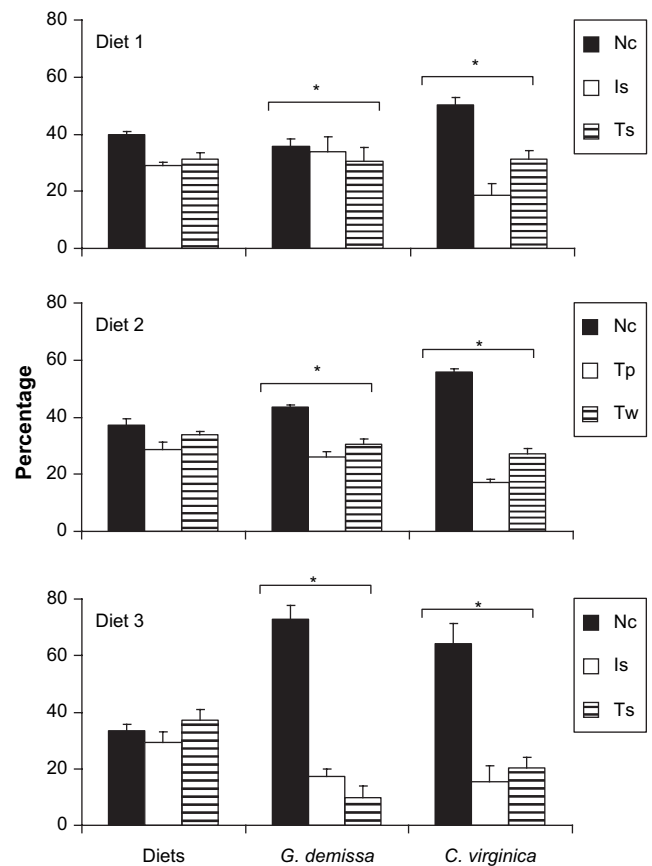 80
60
40
20
0
Diet 1
*
*
Nc
Is
Ts
80
60
40
20
0
Diet 2
*
*
Nc
Tp
Tw
Percentage
80
60
40
20
0
Diet 3
*
*
Nc
Is
Ts
Diets G. demissa C. virginica